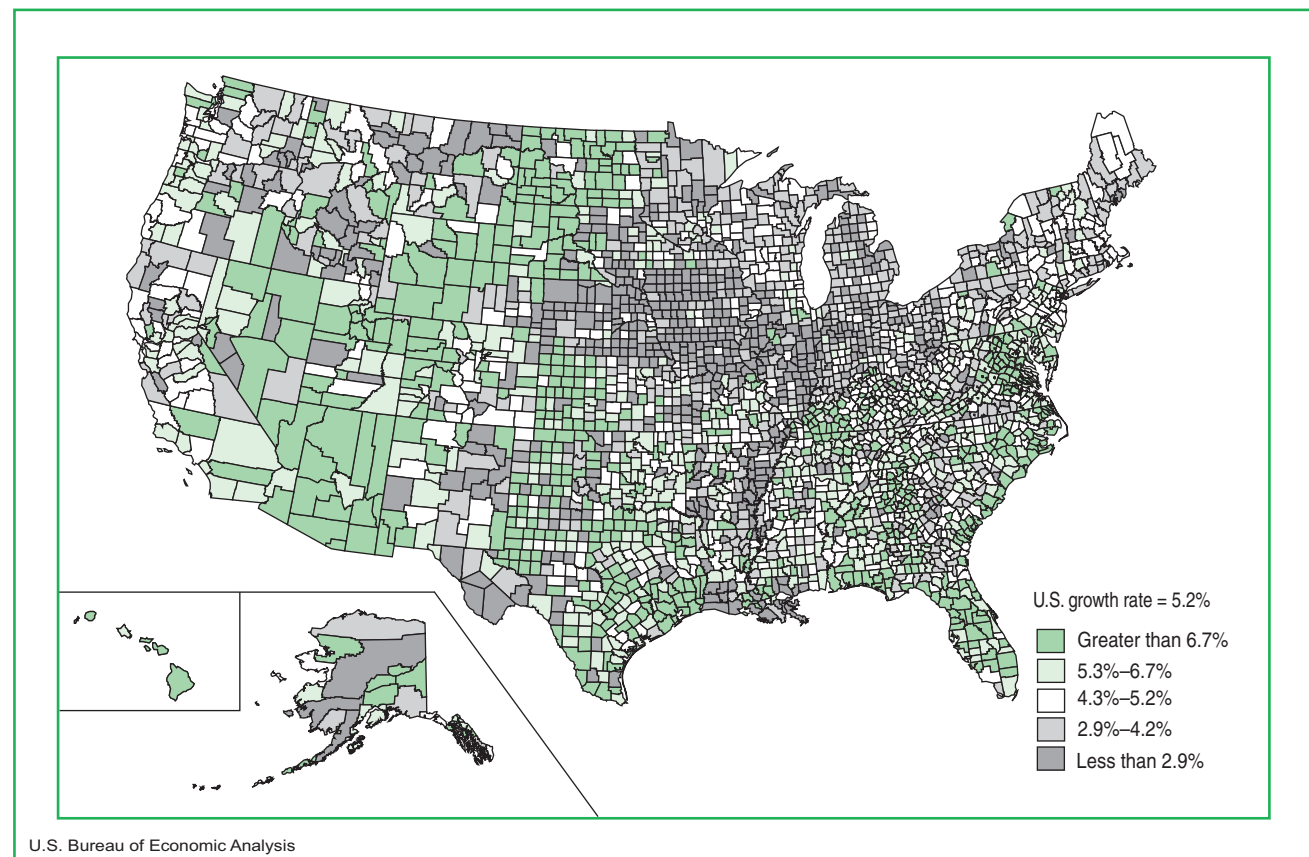 U.S. growth rate = 5.2%
Greater than 6.7%
5.3%–6.7%
4.3%–5.2%
2.9%–4.2%
Less than 2.9%
U.S. Bureau of Economic Analysis